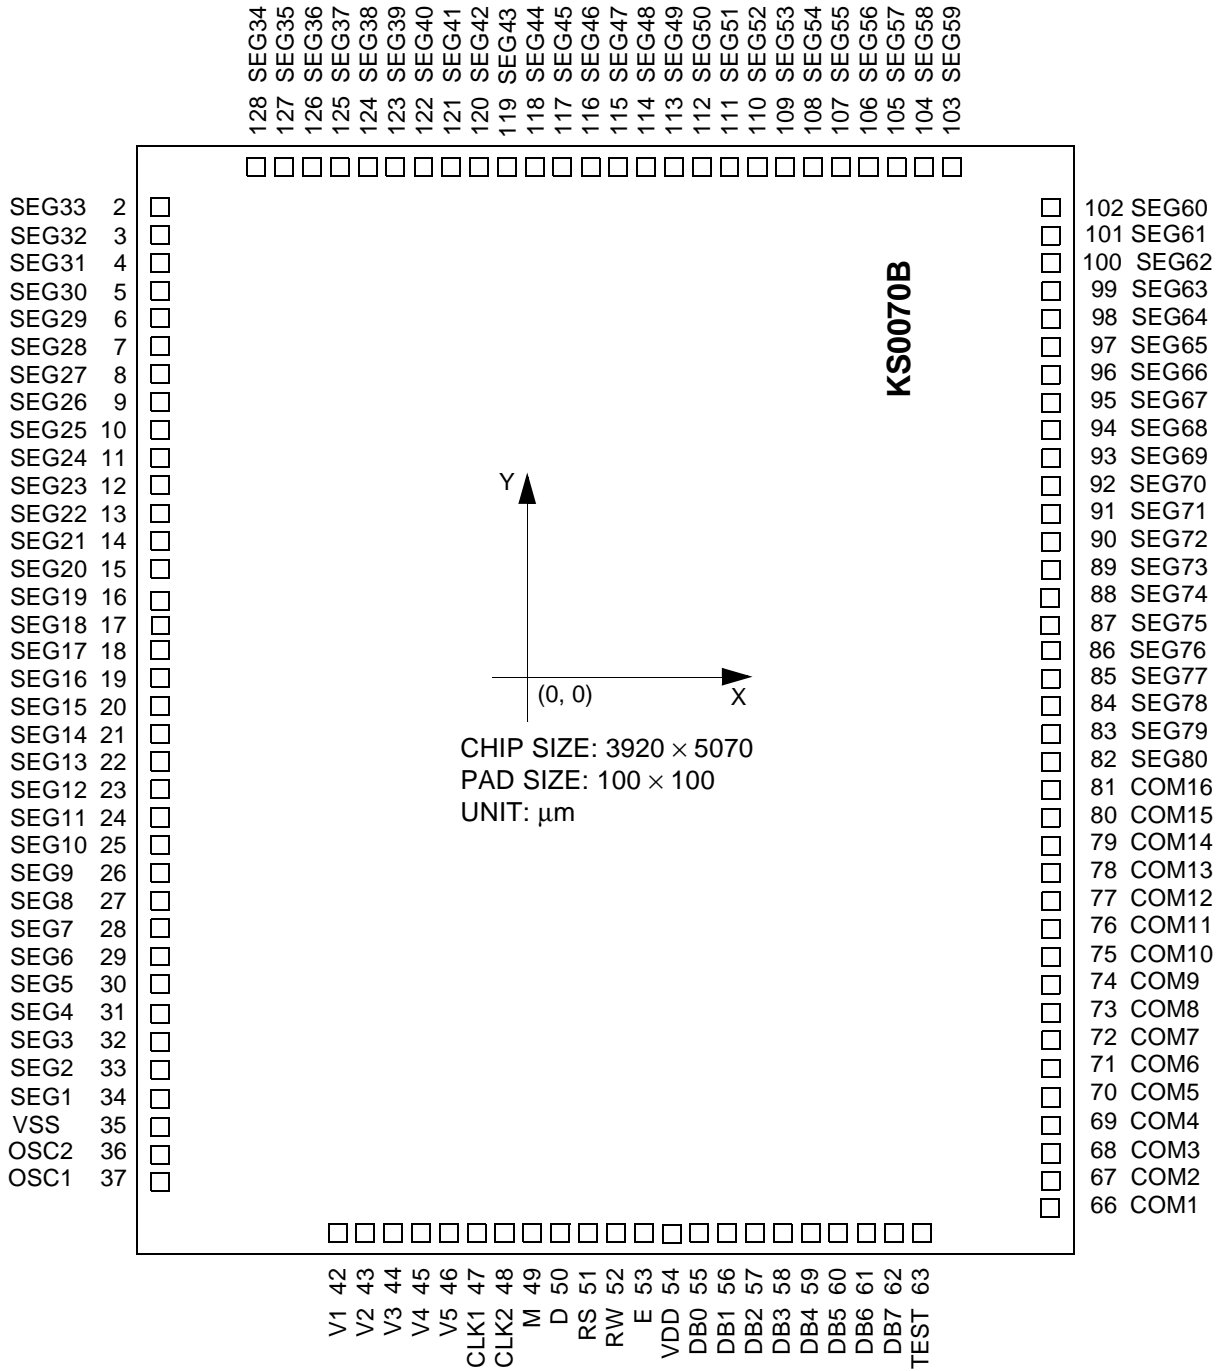 128 SEG34
127 SEG35
126 SEG36
125 SEG37
124 SEG38
123 SEG39
122 SEG40
121 SEG41
120 SEG42
119 SEG43
118 SEG44
117 SEG45
116 SEG46
115 SEG47
114 SEG48
113 SEG49
112 SEG50
111 SEG51
110 SEG52
109 SEG53
108 SEG54
107 SEG55
106 SEG56
105 SEG57
104 SEG58
103 SEG59
SEG33 2
SEG32 3
SEG31 4
SEG30 5
SEG29 6
SEG28 7
SEG27 8
SEG26 9
SEG25 10
SEG24 11
SEG23 12
SEG22 13
SEG21 14
SEG20 15
SEG19 16
SEG18 17
SEG17 18
SEG16 19
SEG15 20
SEG14 21
SEG13 22
SEG12 23
SEG11 24
SEG10 25
SEG9 26
SEG8 27
SEG7 28
SEG6 29
SEG5 30
SEG4 31
SEG3 32
SEG2 33
SEG1 34
VSS 35
OSC2 36
OSC1 37
KS0070B
Y
(0, 0)
X
CHIP SIZE: 3920 × 5070
PAD SIZE: 100 × 100
UNIT: μm
102 SEG60
101 SEG61
100 SEG62
99 SEG63
98 SEG64
97 SEG65
96 SEG66
95 SEG67
94 SEG68
93 SEG69
92 SEG70
91 SEG71
90 SEG72
89 SEG73
88 SEG74
87 SEG75
86 SEG76
85 SEG77
84 SEG78
83 SEG79
82 SEG80
81 COM16
80 COM15
79 COM14
78 COM13
77 COM12
76 COM11
75 COM10
74 COM9
73 COM8
72 COM7
71 COM6
70 COM5
69 COM4
68 COM3
67 COM2
66 COM1
V1 42
V2 43
V3 44
V4 45
V5 46
CLK1 47
CLK2 48
M 49
D 50
RS 51
RW 52
E 53
VDD 54
DB0 55
DB1 56
DB2 57
DB3 58
DB4 59
DB5 60
DB6 61
DB7 62
TEST 63